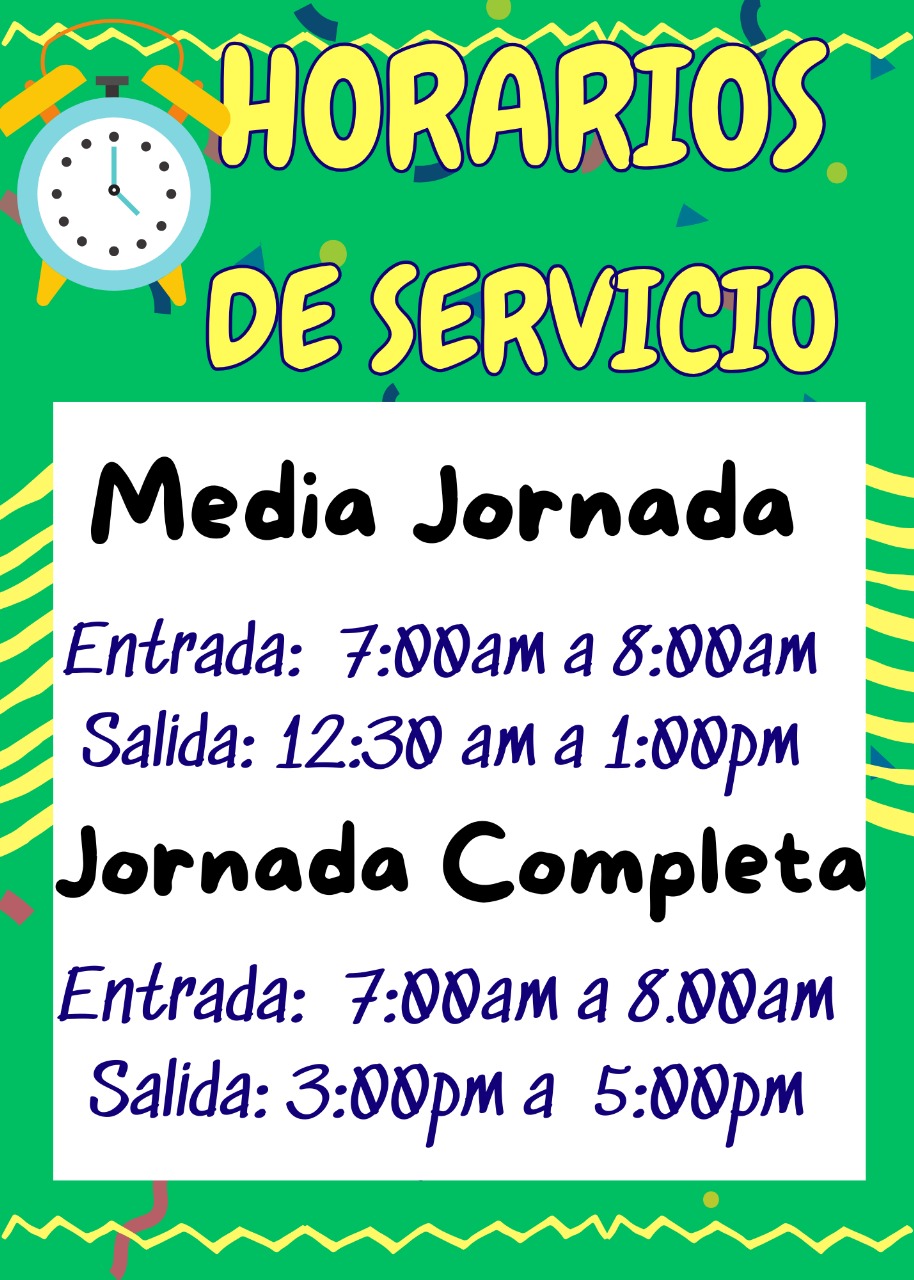 HORARIOS
DE SERVICIO
Media Jornada
Entrada: 7:00am a 8:00am
Salida: 12:30 am a 1:00pm
Jornada Completa
Entrada: 7:00am a 8.00am
Salida: 3:00pm a 5:00pm